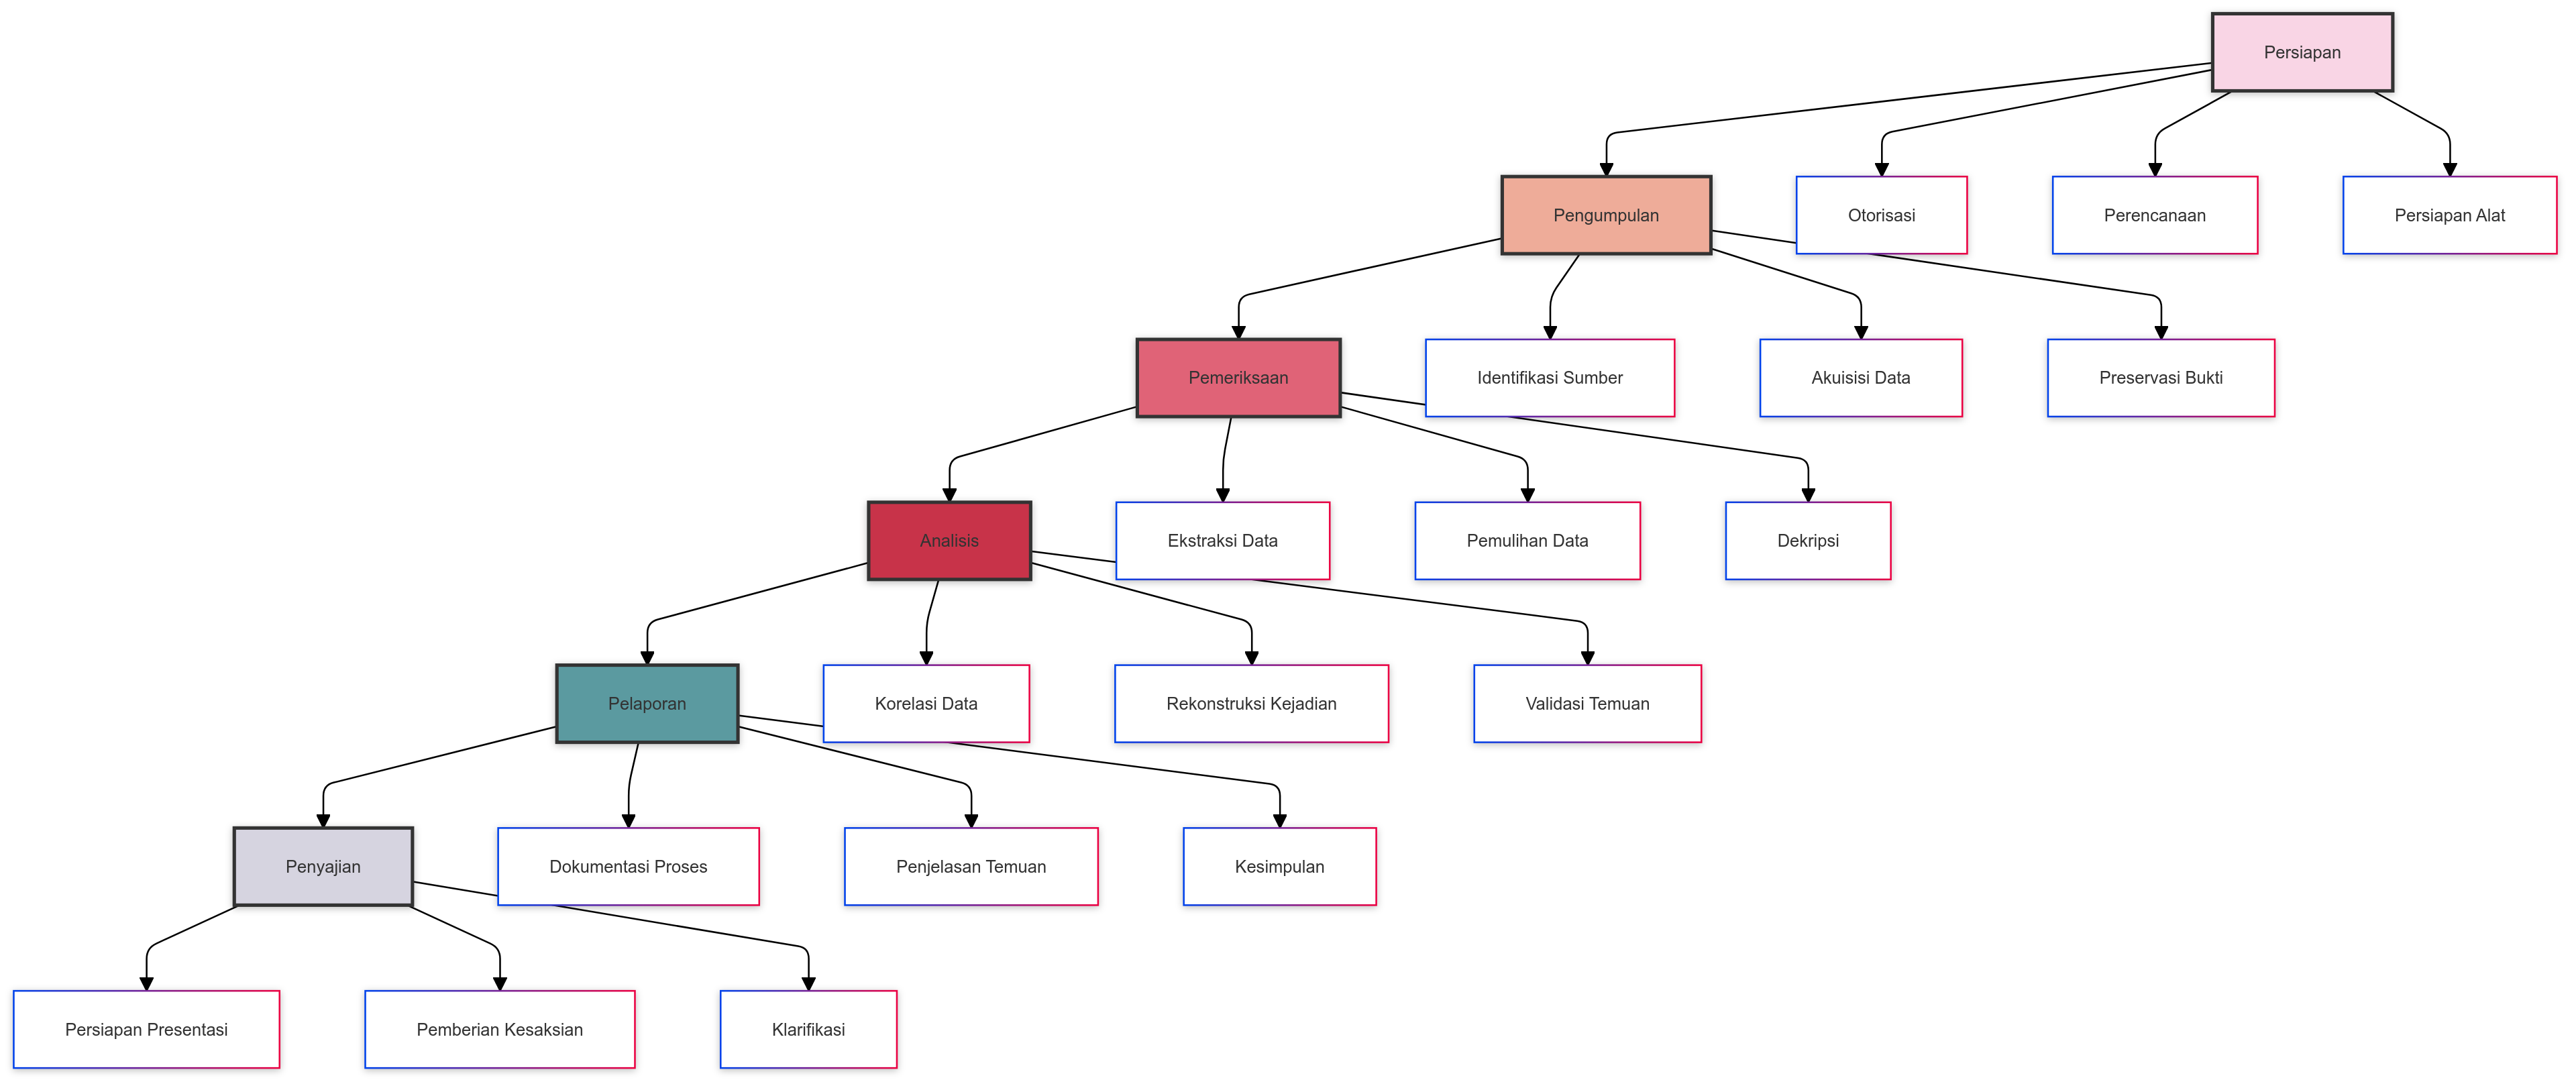 Persiapan
Pengumpulan
Otorisasi
Perencanaan
Persiapan Alat
Pemeriksaan
Identifikasi Sumber
Akuisisi Data
Preservasi Bukti
Analisis
Ekstraksi Data
Pemulihan Data
Dekripsi
Pelaporan
Korelasi Data
Rekonstruksi Kejadian
Validasi Temuan
Penyajian
Dokumentasi Proses
Penjelasan Temuan
Kesimpulan
Persiapan Presentasi
Pemberian Kesaksian
Klarifikasi